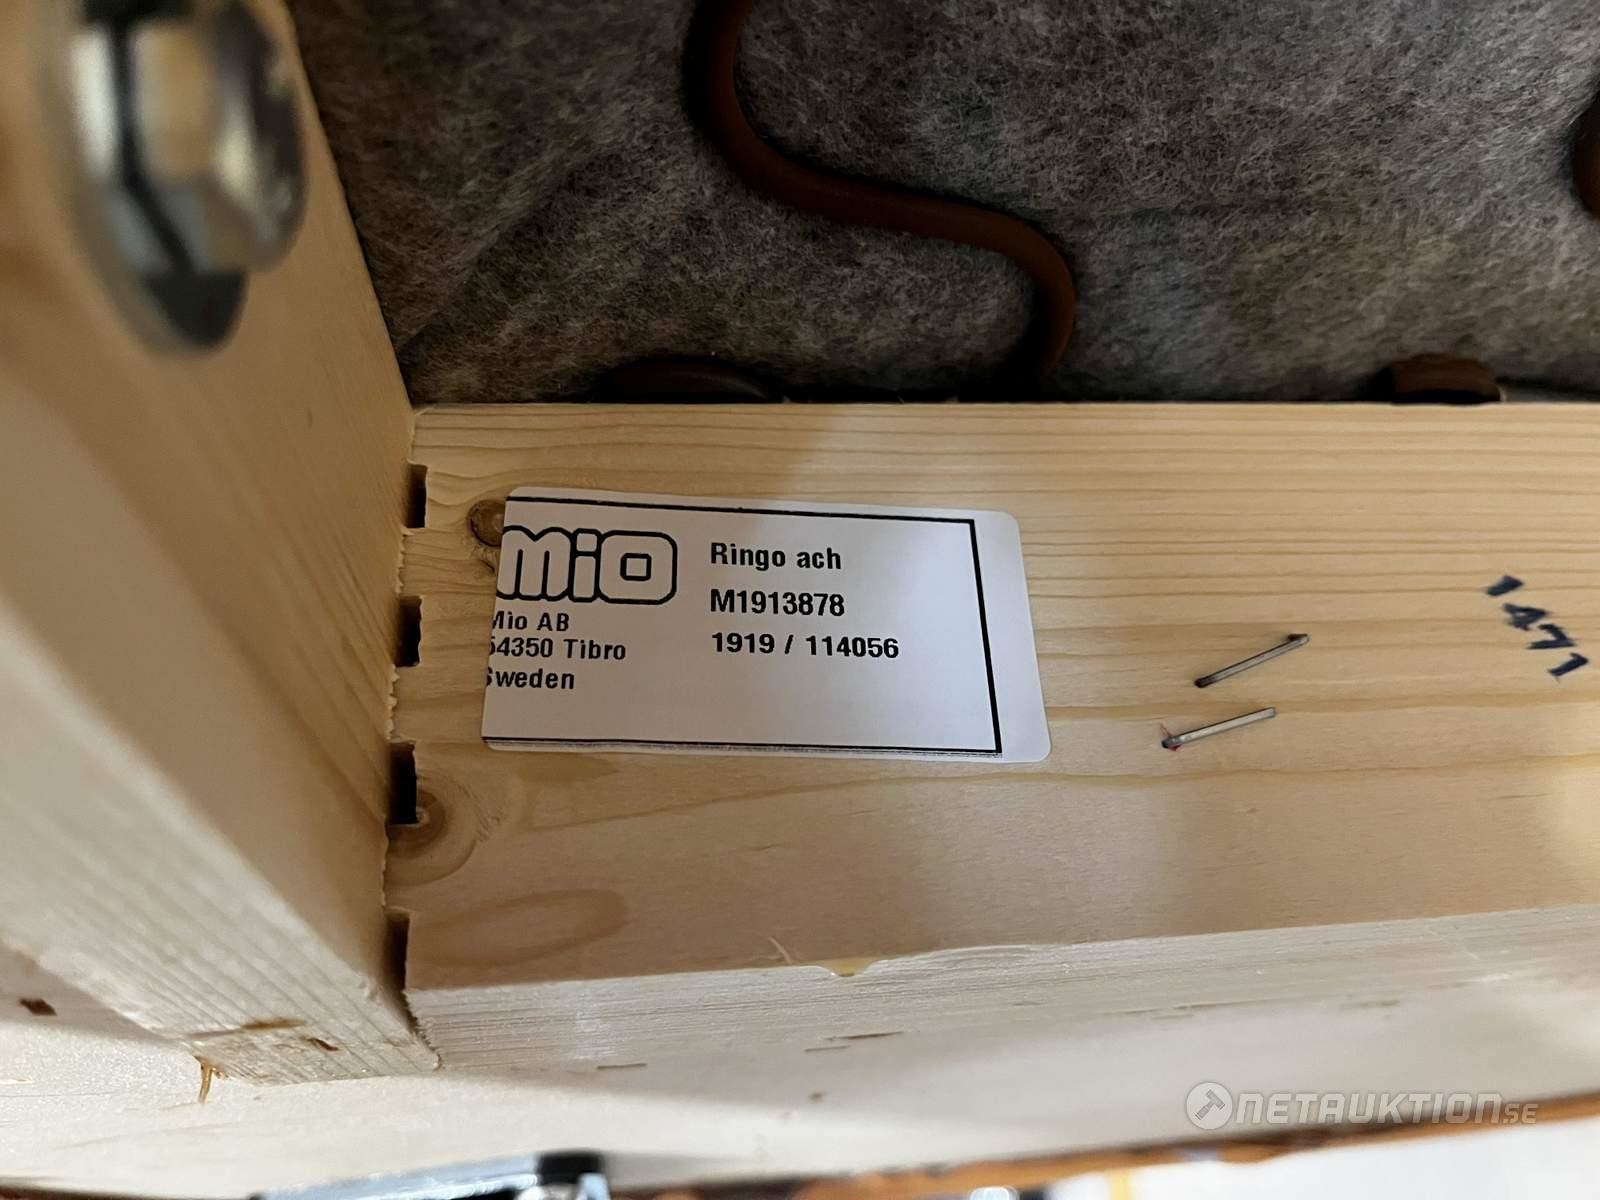 mio
Ringo ach
M1913878
1919 / 114056
Mio AB
54350 Tibro
Sweden
1471
NETAUKTION.SE